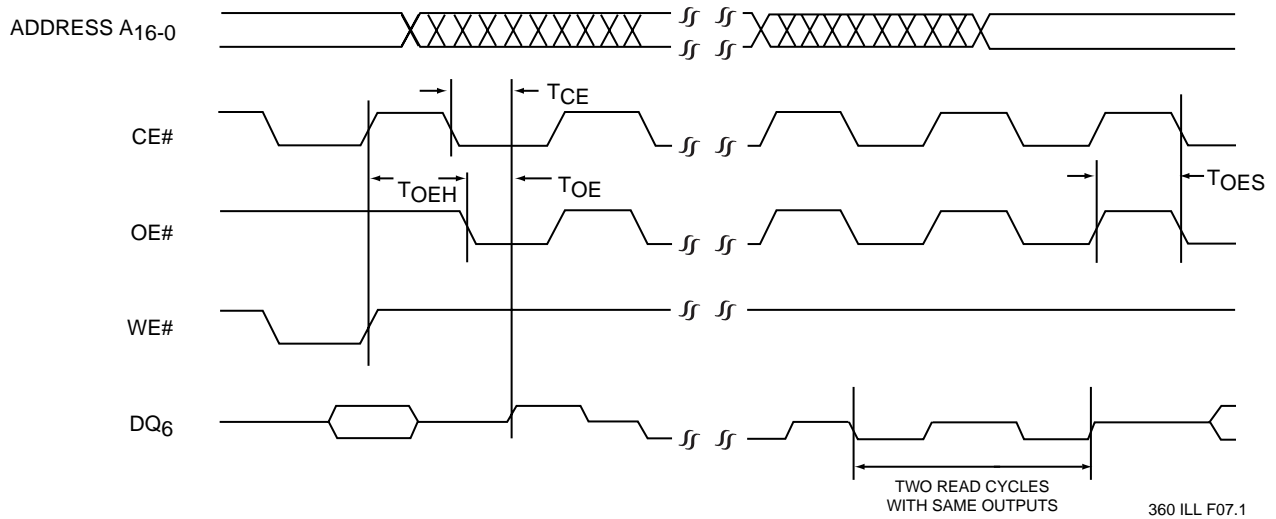 ADDRESS A16-0
TCE
CE#
TOEH
TOE
TOES
OE#
WE#
DQ6
TWO READ CYCLES
WITH SAME OUTPUTS
360 ILL F07.1